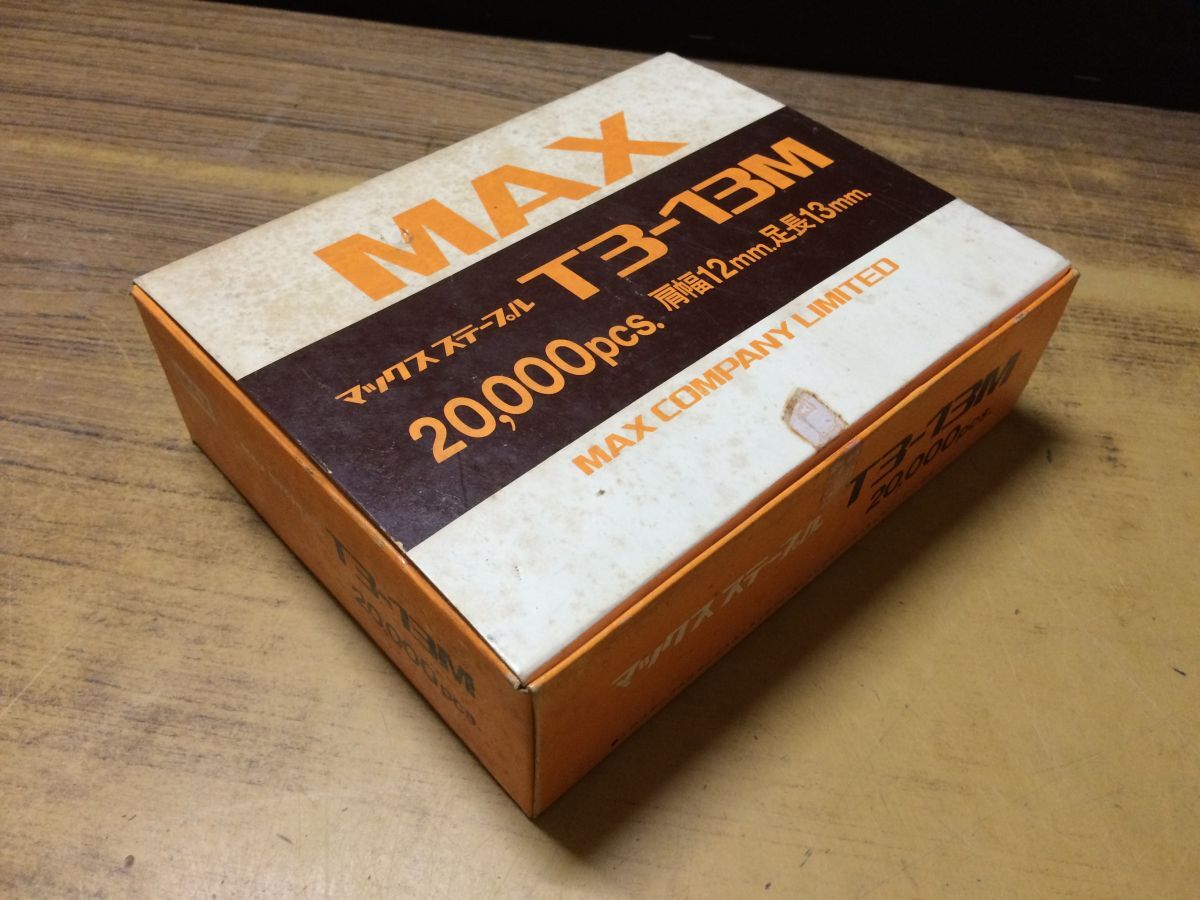 MAX
マックス ステープル T3-13M
20,000pcs. 肩幅12mm.足長13mm.
MAX COMPANY LIMITED
T3-13M
20,000pcs.
マックス ステープル T3-13M
20,000pcs.